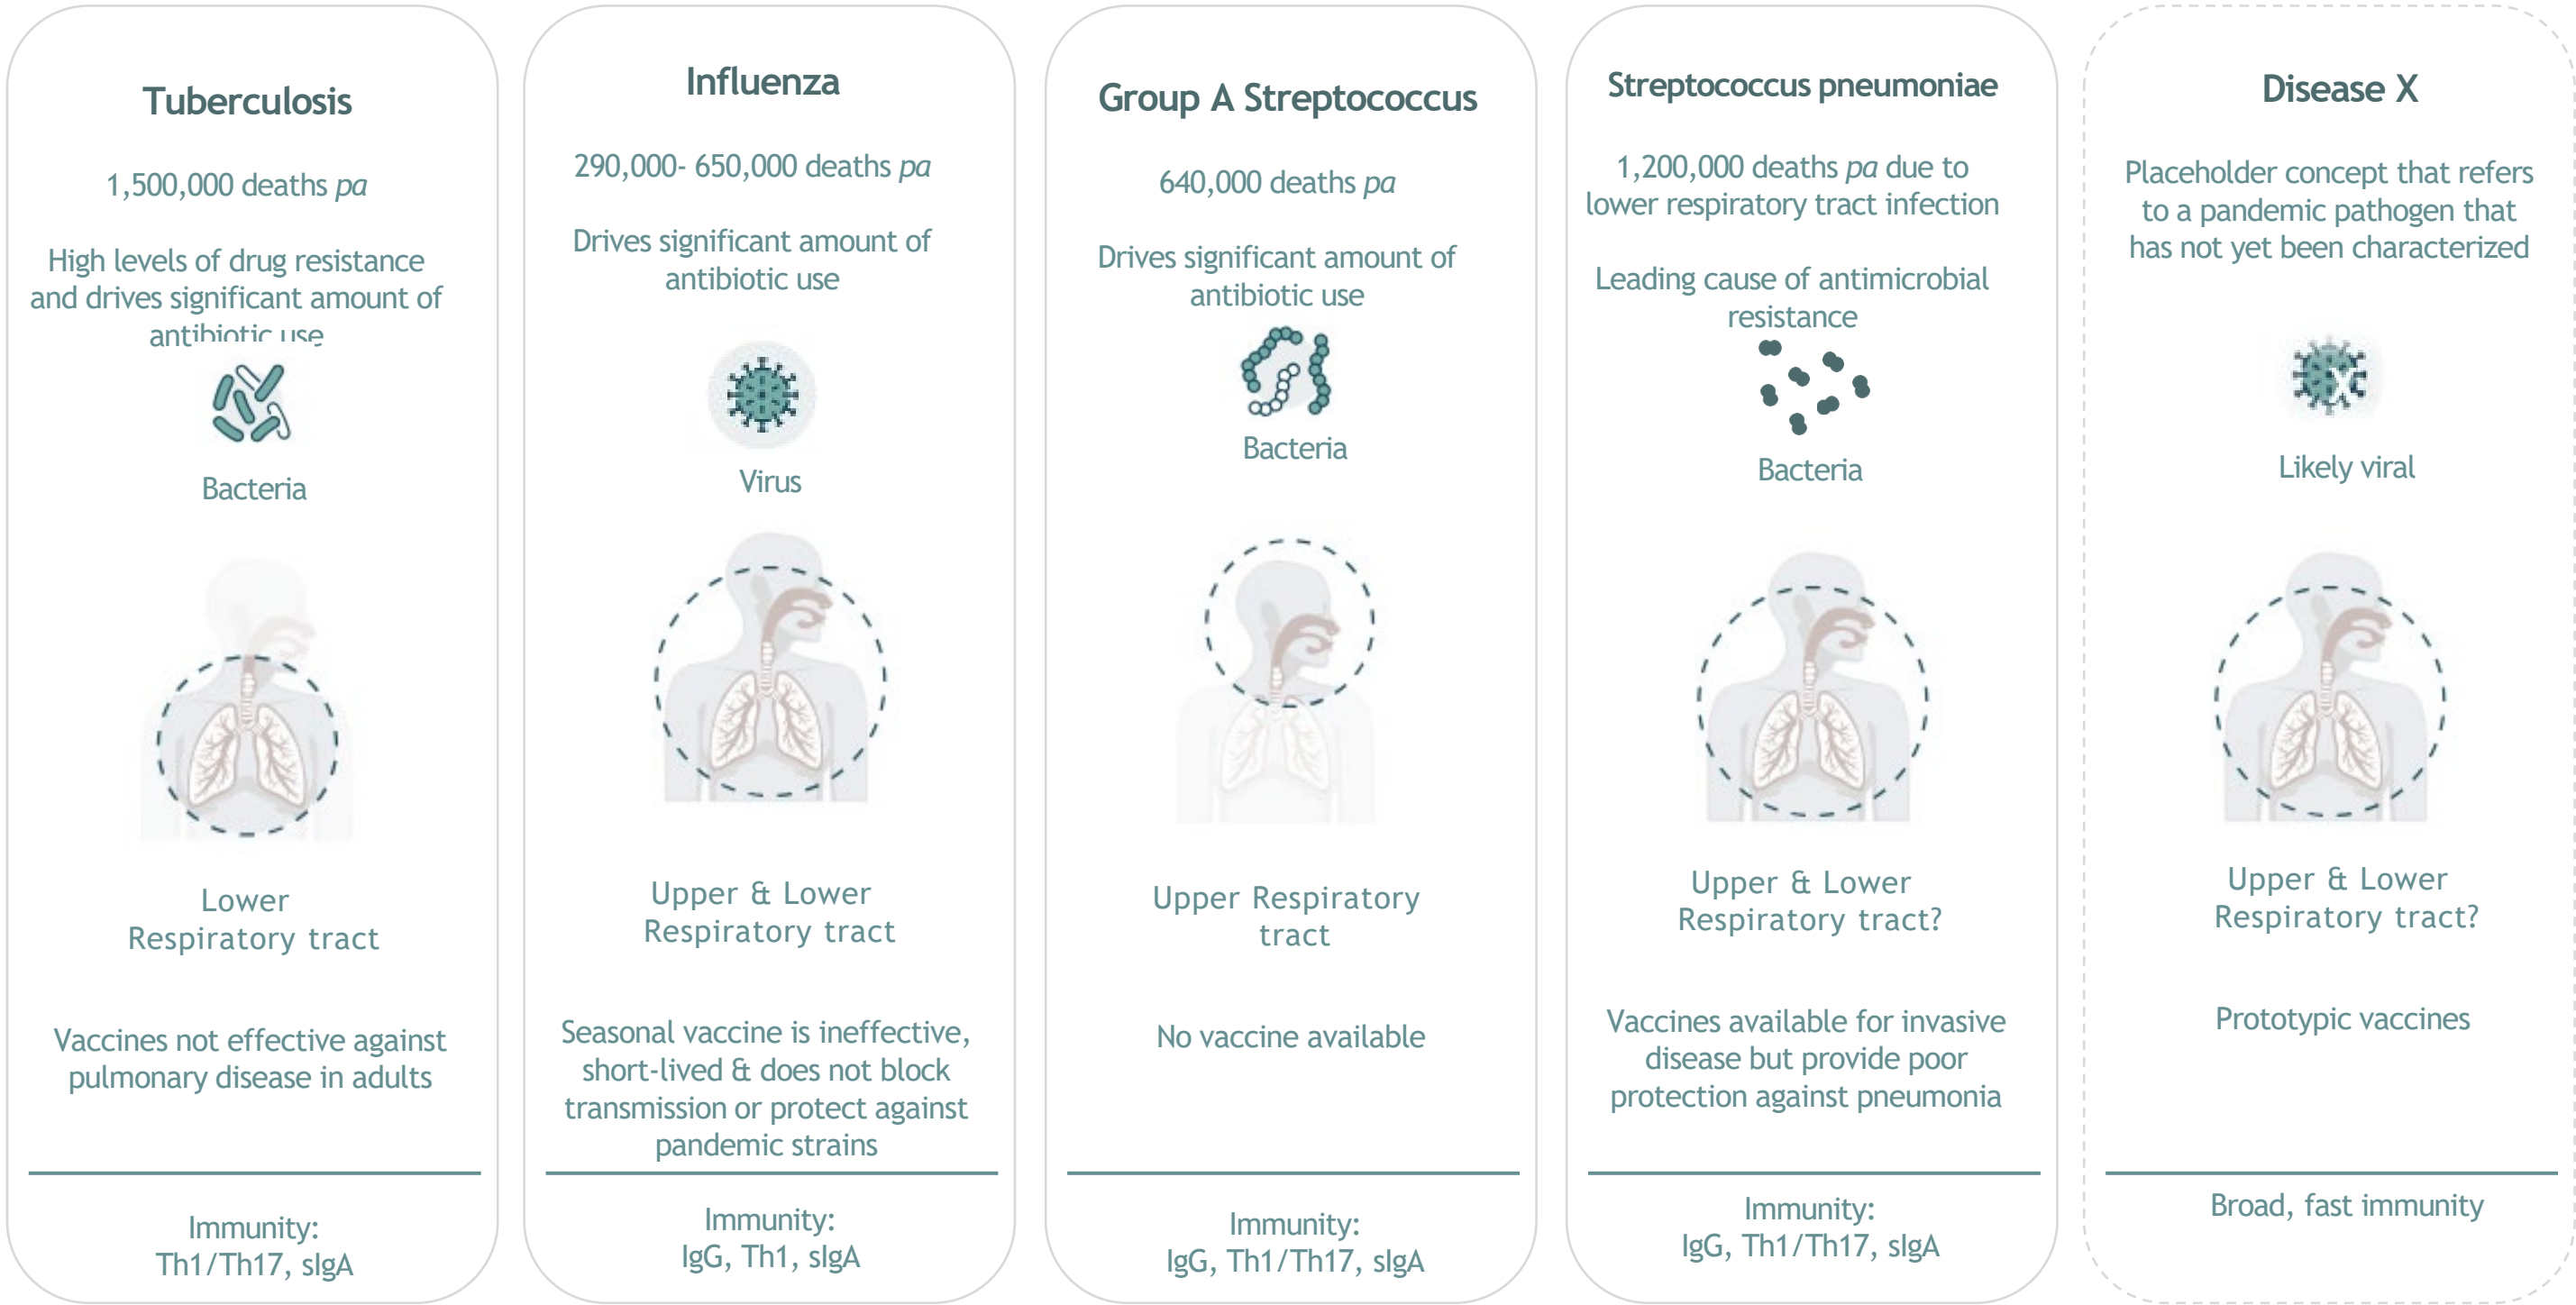 Tuberculosis
1,500,000 deaths pa
High levels of drug resistance
and drives significant amount of
antibiotic use
Bacteria
Lower
Respiratory tract
Vaccines not effective against
pulmonary disease in adults
Immunity:
Th1/Th17, sIgA
Influenza
290,000- 650,000 deaths pa
Drives significant amount of
antibiotic use
Virus
Upper & Lower
Respiratory tract
Seasonal vaccine is ineffective,
short-lived & does not block
transmission or protect against
pandemic strains
Immunity:
IgG, Th1, sIgA
Group A Streptococcus
640,000 deaths pa
Drives significant amount of
antibiotic use
Bacteria
Upper Respiratory
tract
No vaccine available
Immunity:
IgG, Th1/Th17, sIgA
Streptococcus pneumoniae
1,200,000 deaths pa due to
lower respiratory tract infection
Leading cause of antimicrobial
resistance
Bacteria
Upper & Lower
Respiratory tract?
Vaccines available for invasive
disease but provide poor
protection against pneumonia
Immunity:
IgG, Th1/Th17, sIgA
Disease X
Placeholder concept that refers
to a pandemic pathogen that
has not yet been characterized
X
Likely viral
Upper & Lower
Respiratory tract?
Prototypic vaccines
Broad, fast immunity